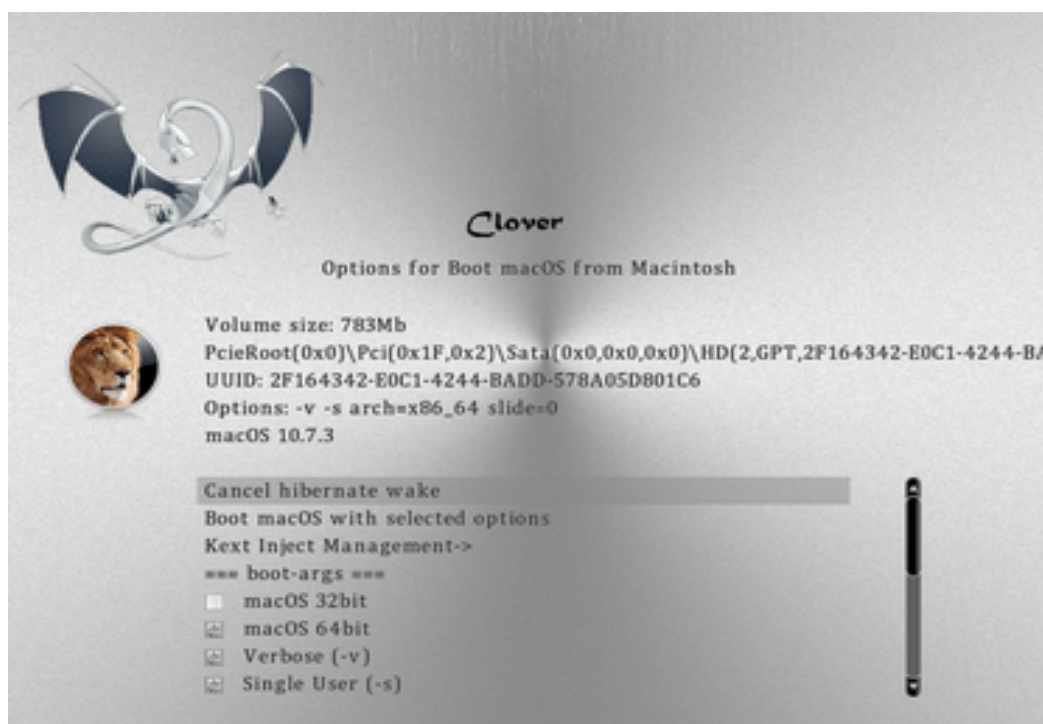 Clover
Options for Boot macOS from Macintosh
Volume size: 783Mb
PcieRoot(0x0)\Pci(0x1F,0x2)\Sata(0x0,0x0,0x0)\HD(2,GPT,2F164342-E0C1-4244-BA
UUID: 2F164342-E0C1-4244-BADD-578A05D801C6
Options: -v -s arch=x86_64 slide=0
macOS 10.7.3
Cancel hibernate wake
Boot macOS with selected options
Kext Inject Management->
=== boot-args ===
macOS 32bit
macOS 64bit
Verbose (-v)
Single User (-s)